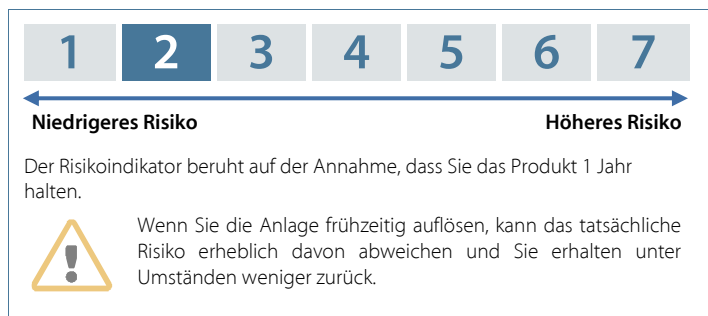 1 2 3 4 5 6 7
Niedrigeres Risiko Höheres Risiko
Der Risikoindikator beruht auf der Annahme, dass Sie das Produkt 1 Jahr
halten.
Wenn Sie die Anlage frühzeitig auflösen, kann das tatsächliche
Risiko erheblich davon abweichen und Sie erhalten unter
Umständen weniger zurück.